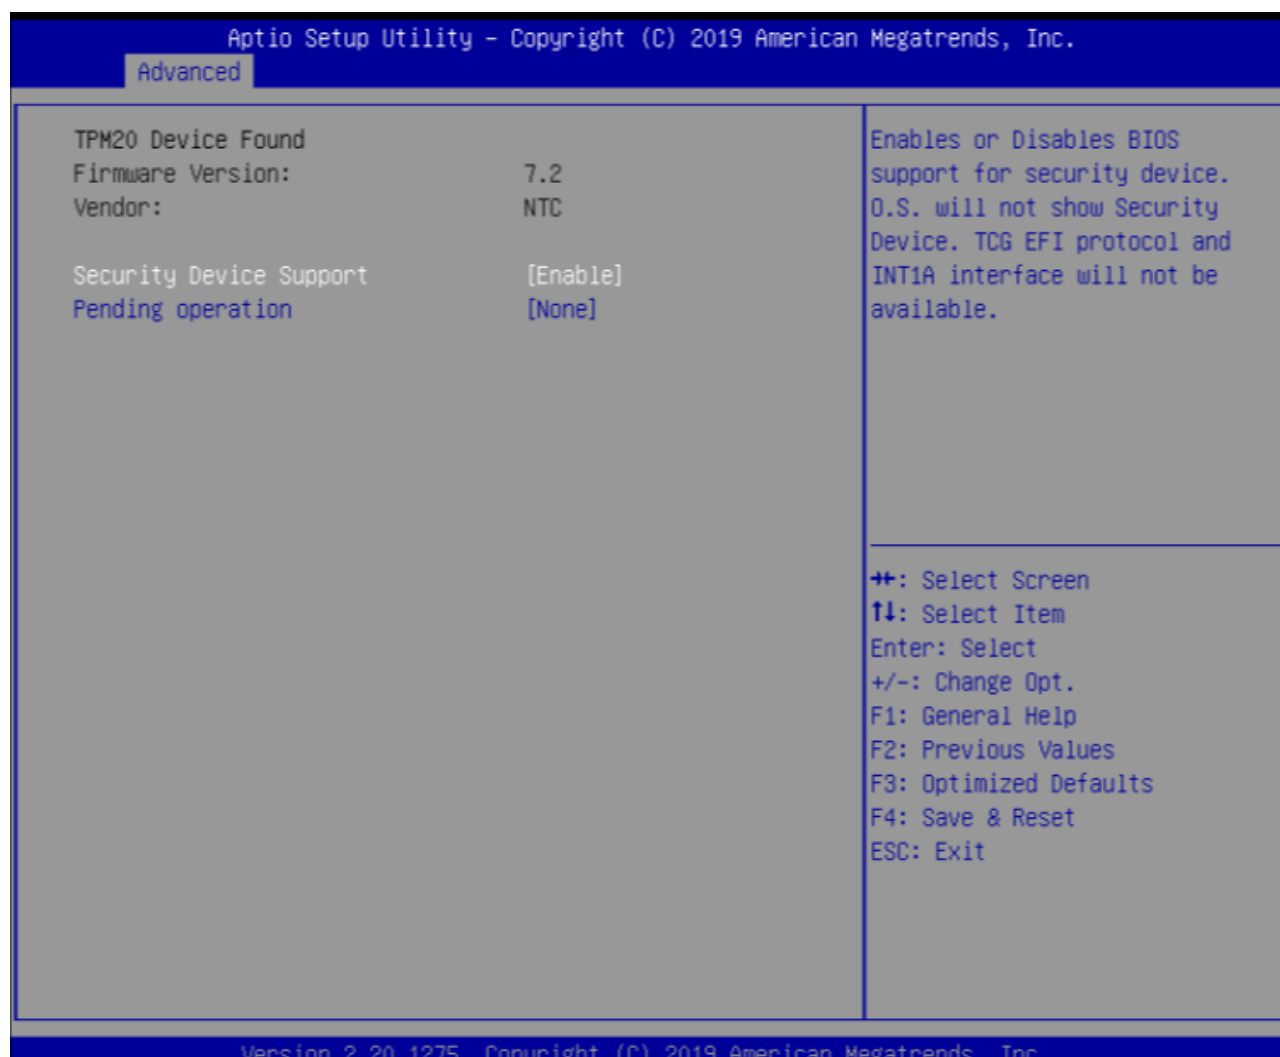 Aptio Setup Utility – Copyright (C) 2019 American Megatrends, Inc.
Advanced
TPM20 Device Found
Firmware Version: 7.2
Vendor: NTC
Security Device Support [Enable]
Pending operation [None]
Enables or Disables BIOS
support for security device.
O.S. will not show Security
Device. TCG EFI protocol and
INT1A interface will not be
available.
→←: Select Screen
↑↓: Select Item
Enter: Select
+/-: Change Opt.
F1: General Help
F2: Previous Values
F3: Optimized Defaults
F4: Save & Reset
ESC: Exit
Version 2.20.1275. Copyright (C) 2019 American Megatrends, Inc.